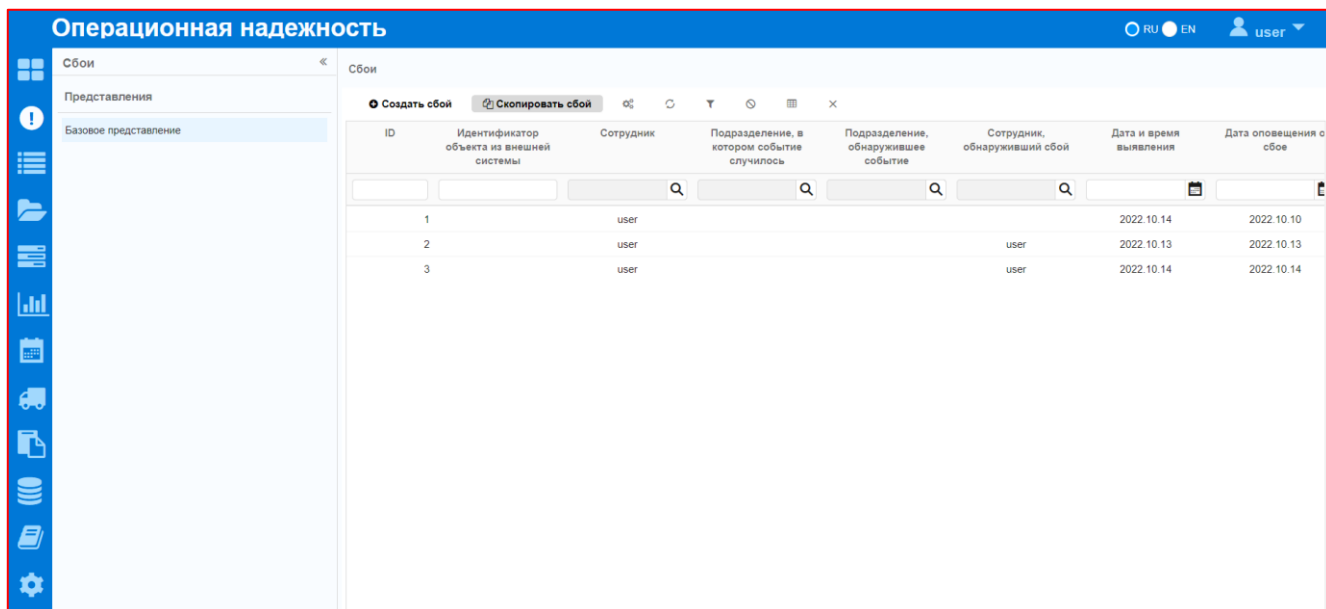 Операционная надежность
RU EN
user
Сбои «
Представления
Базовое представление
Сбои
Создать сбой Скопировать сбой
ID
Идентификатор
объекта из внешней
системы
Сотрудник
Подразделение, в
котором событие
случилось
Подразделение,
обнаружившее
событие
Сотрудник,
обнаруживший сбой
Дата и время
выявления
Дата оповещения о
сбое
1 user 2022.10.14 2022.10.10
2 user user 2022.10.13 2022.10.13
3 user user 2022.10.14 2022.10.14